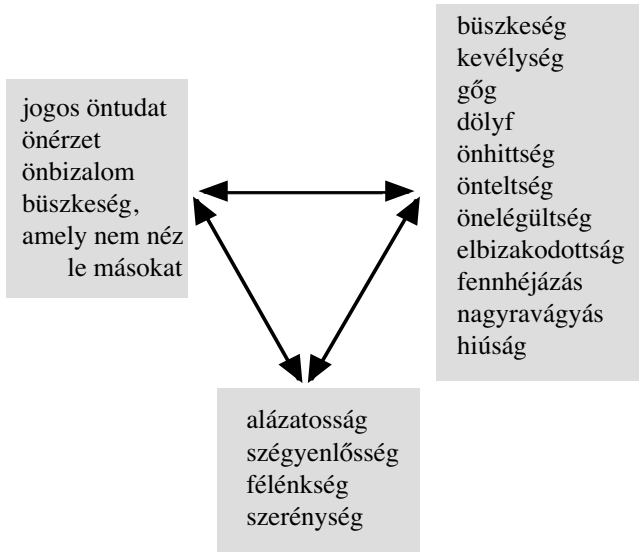 jogos öntudat
önérzet
önbizalom
büszkeség,
amely nem néz
le másokat
büszkeség
kevélység
gőg
dölyf
önhittség
önteltség
önelégültség
elbizakodottság
fennhéjázás
nagyravágyás
hiúság
alázatosság
szégyenlősség
félénkség
szerénység